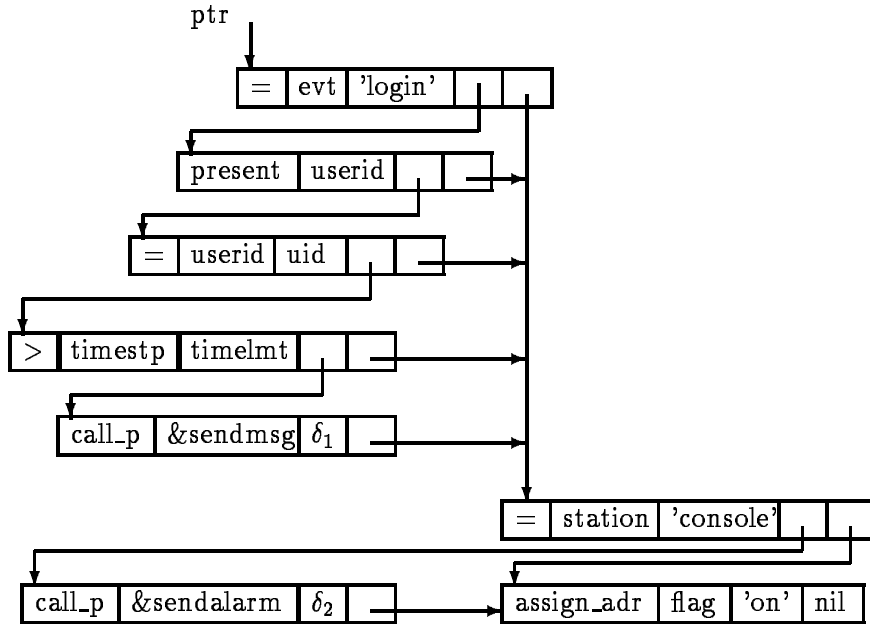 ptr
= evt 'login'
present userid
= userid uid
> timestp timelmt
call_p &sendmsg δ1
= station 'console'
call_p &sendalarm δ2 assign_adr flag 'on' nil